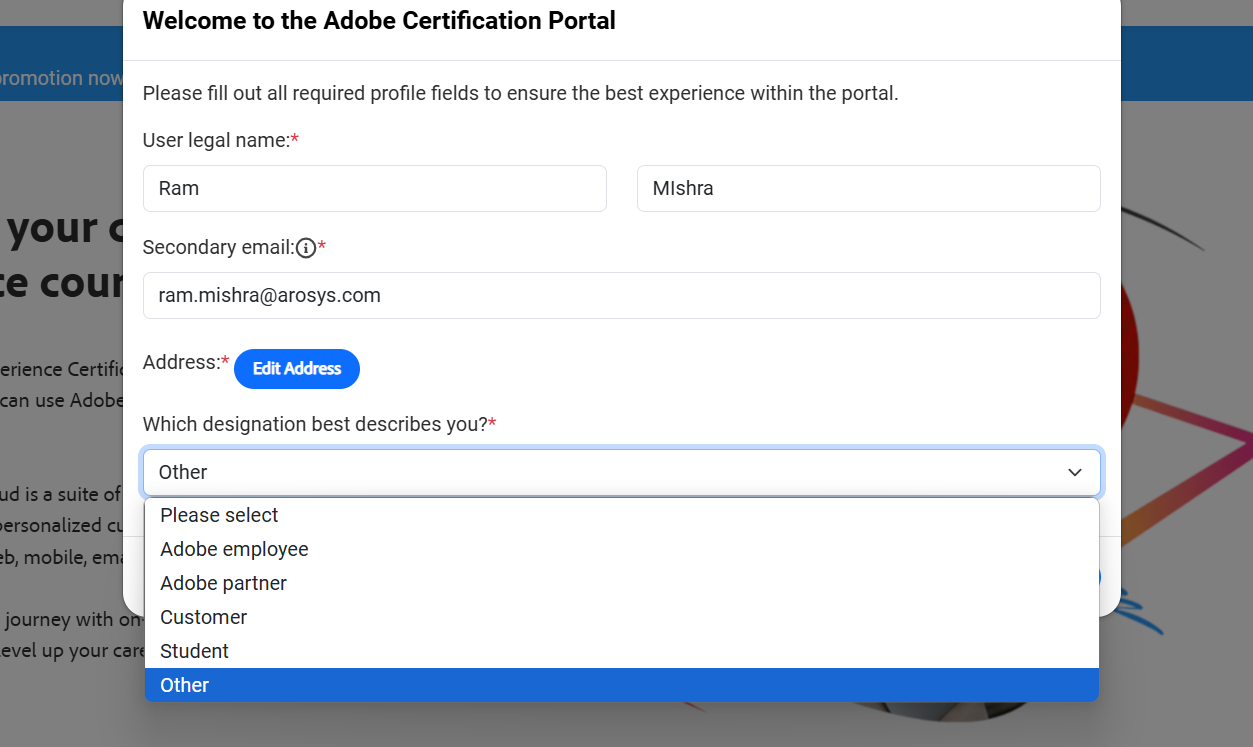 Welcome to the Adobe Certification Portal
promotion now
Please fill out all required profile fields to ensure the best experience within the portal.
User legal name:*
Ram MIshra
your
Secondary email:*
te cour
ram.mishra@arosys.com
Address:* Edit Address
erience Certific
can use Adobe
Which designation best describes you?*
Other
ud is a suite of
Please select
personalized cu
Adobe employee
eb, mobile, ema
Adobe partner
Customer
journey with on-
Student
evel up your care
Other